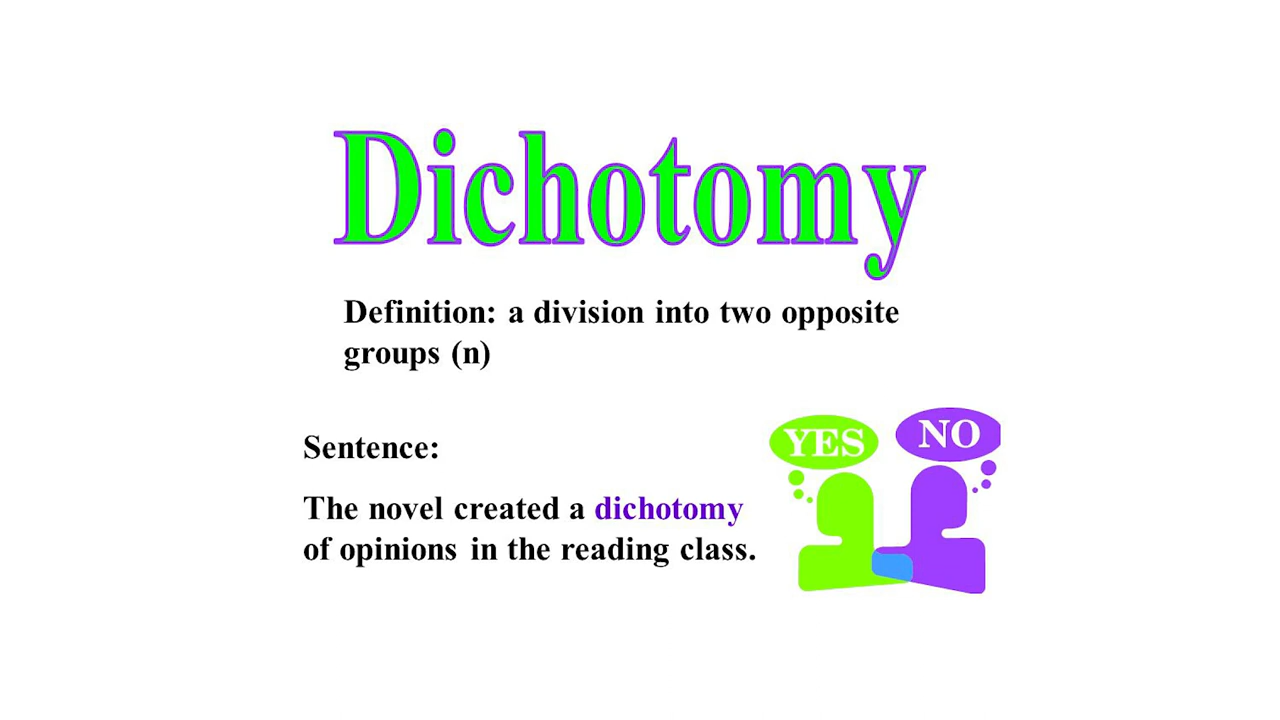 Dichotomy
Definition: a division into two opposite
groups (n)
Sentence:
The novel created a dichotomy
of opinions in the reading class.
YES
NO